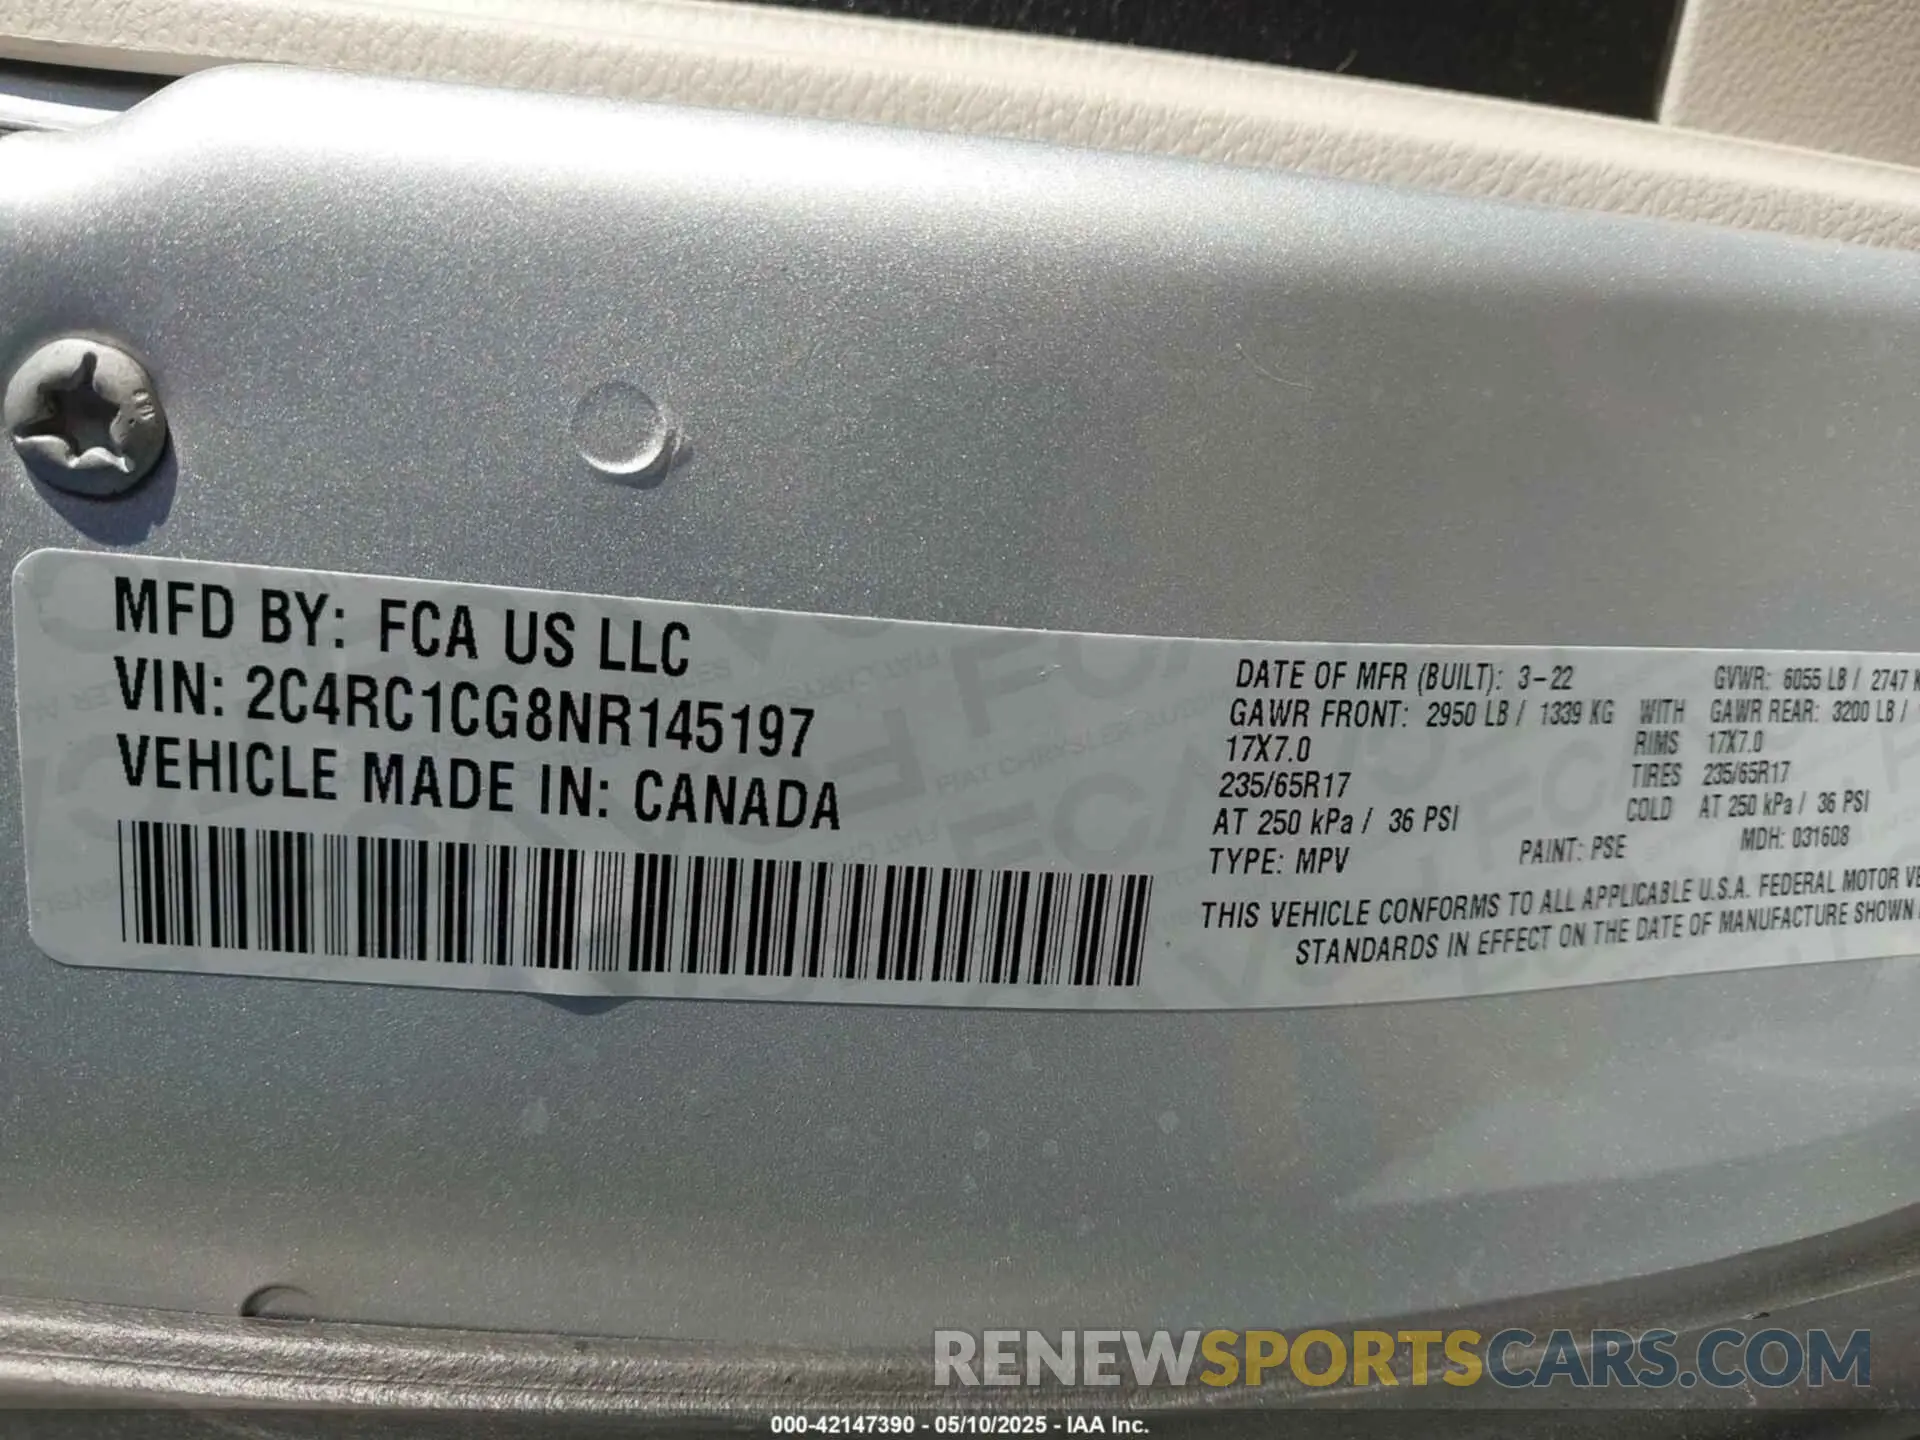 MFD BY: FCA US LLC
VIN: 2C4RC1CG8NR145197
VEHICLE MADE IN: CANADA
DATE OF MFR (BUILT): 3-22 GVWR: 6055 LB / 2747 K
GAWR FRONT: 2950 LB / 1339 KG WITH GAWR REAR: 3200 LB /
17X7.0 RIMS 17X7.0
235/65R17 TIRES 235/65R17
AT 250 kPa / 36 PSI COLD AT 250 kPa / 36 PSI
TYPE: MPV PAINT: PSE MDH: 031608
THIS VEHICLE CONFORMS TO ALL APPLICABLE U.S.A. FEDERAL MOTOR VE
STANDARDS IN EFFECT ON THE DATE OF MANUFACTURE SHOWN
RENEWSPORTSCARS.COM
000-42147390 - 05/10/2025 - IAA Inc.